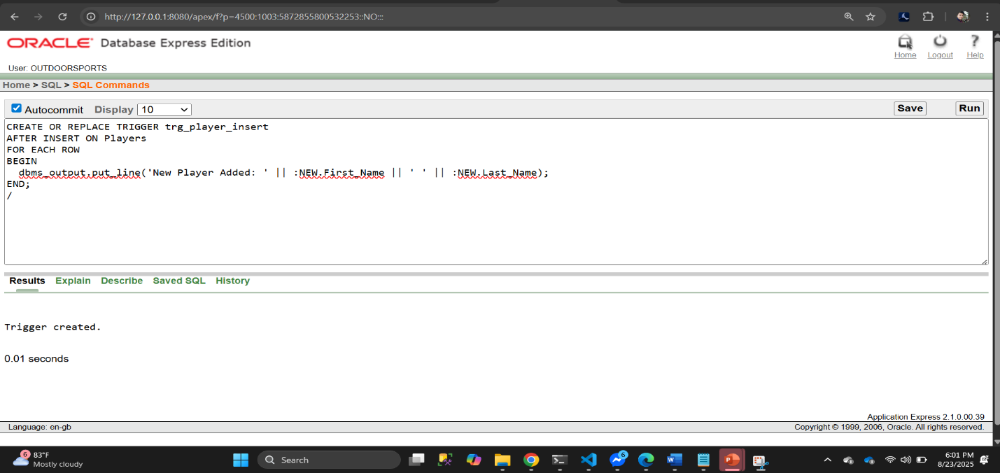 http://127.0.0.1:8080/apex/f?p=4500:1003:5872855800532253::NO:::
ORACLE Database Express Edition
Home Logout Help
User: OUTDOORSPORTS
Home > SQL > SQL Commands
Autocommit Display 10 Save Run
CREATE OR REPLACE TRIGGER trg_player_insert
AFTER INSERT ON Players
FOR EACH ROW
BEGIN
  dbms_output.put_line('New Player Added: ' || :NEW.First_Name || ' ' || :NEW.Last_Name);
END;
/
Results Explain Describe Saved SQL History
Trigger created.
0.01 seconds
Application Express 2.1.0.00.39
Language: en-gb Copyright © 1999, 2006, Oracle. All rights reserved.
6 83°F Search 6 6:01 PM
Mostly cloudy 8/23/2025